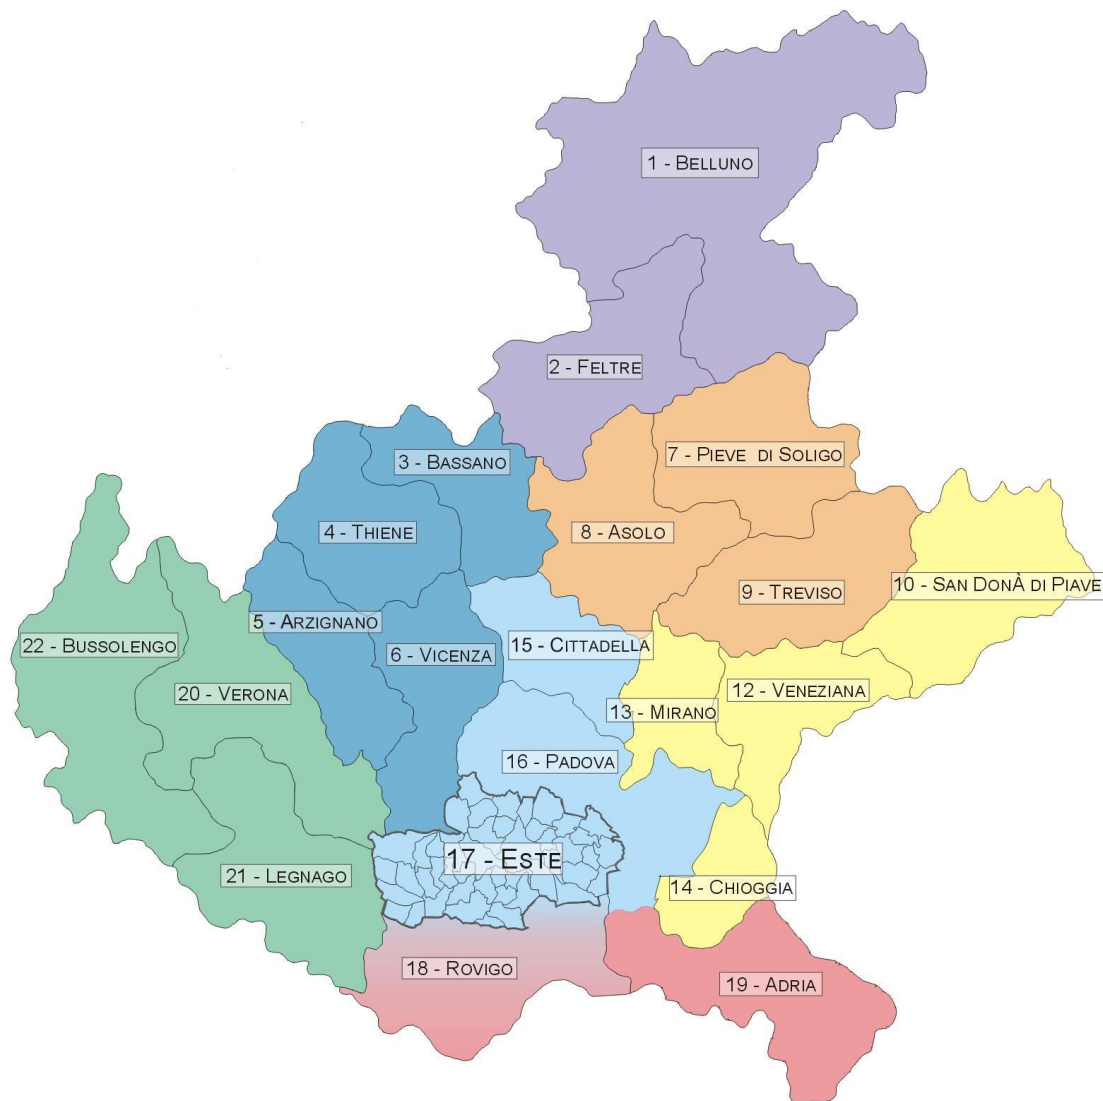 1 - BELLUNO
2 - FELTRE
7 - PIEVE DI SOLIGO
3 - BASSANO
4 - THIENE
8 - ASOLO
10 - SAN DONÀ DI PIAVE
9 - TREVISO
5 - ARZIGNANO
22 - BUSSOLENGO
15 - CITTADELLA
6 - VICENZA
12 - VENEZIANA
20 - VERONA
13 - MIRANO
16 - PADOVA
17 - ESTE
21 - LEGNAGO
14 - CHIOGGIA
18 - ROVIGO
19 - ADRIA